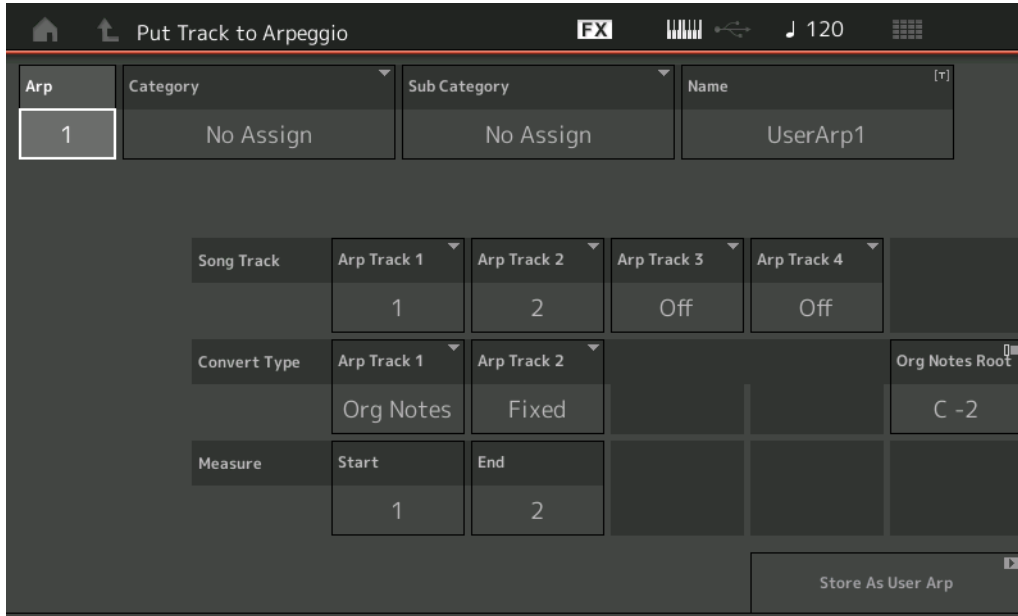 Put Track to Arpeggio FX 120
Arp Category Sub Category Name [T]
1 No Assign No Assign UserArp1
Song Track Arp Track 1 Arp Track 2 Arp Track 3 Arp Track 4
1 2 Off Off
Convert Type Arp Track 1 Arp Track 2 Org Notes Root
Org Notes Fixed C -2
Measure Start End
1 2
Store As User Arp